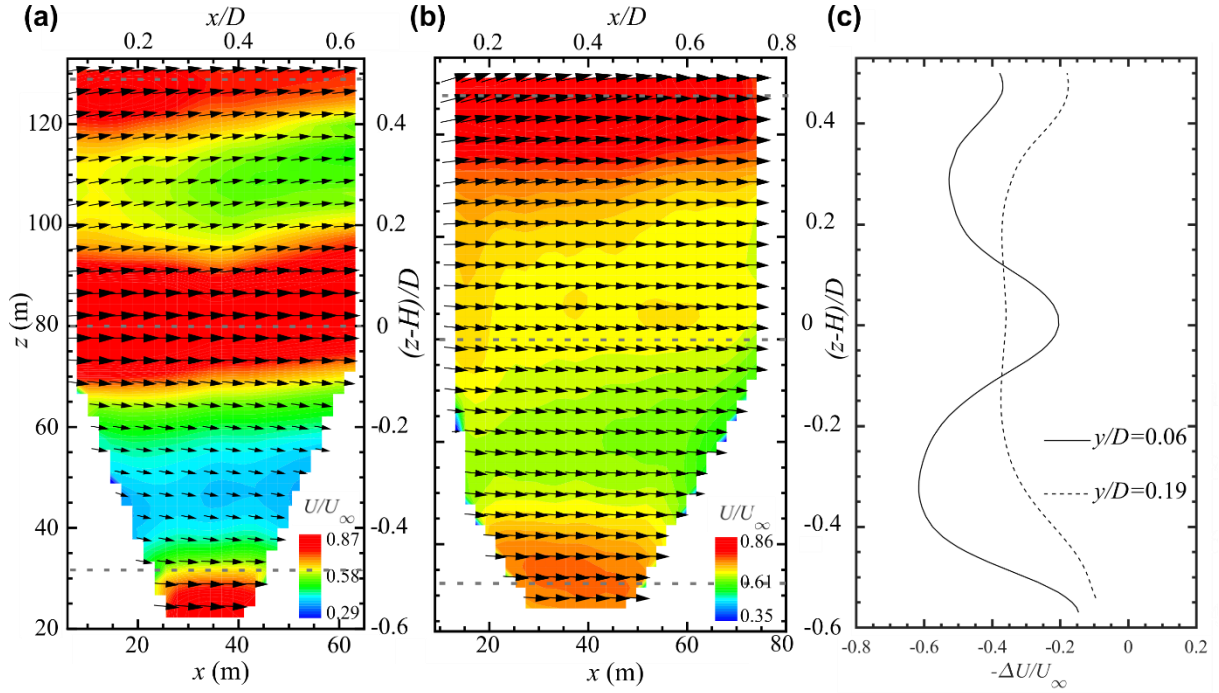 (a)
x/D
0.2 0.4 0.6
120
100
80
60
40
20
z (m)
0.4
0.2
0
-0.2
-0.4
-0.6
(z-H)/D
U/U∞
0.87
0.58
0.29
20 40 60
x (m)
(b)
x/D
0.2 0.4 0.6 0.8
U/U∞
0.86
0.61
0.35
20 40 60 80
x (m)
(c)
0.4
0.2
0
-0.2
-0.4
-0.6
(z-H)/D
y/D=0.06
y/D=0.19
-0.8 -0.6 -0.4 -0.2 0 0.2
-ΔU/U∞